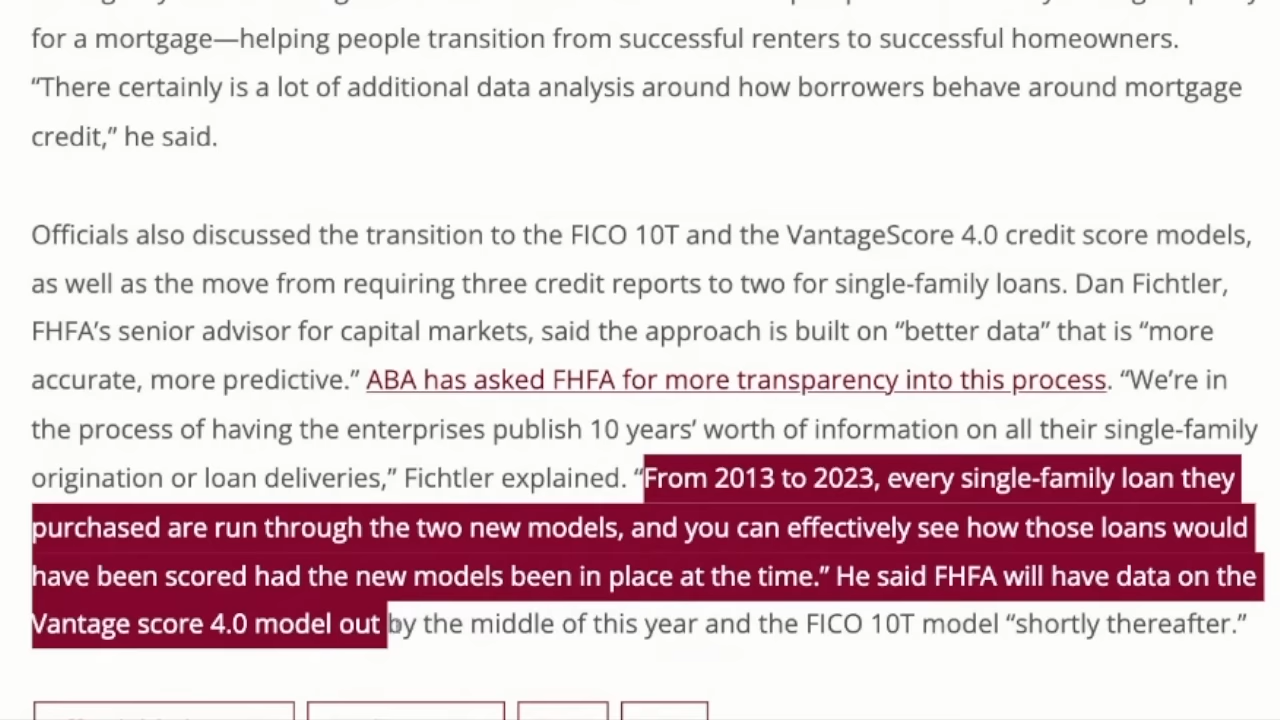 for a mortgage—helping people transition from successful renters to successful homeowners.
“There certainly is a lot of additional data analysis around how borrowers behave around mortgage
credit,” he said.
Officials also discussed the transition to the FICO 10T and the VantageScore 4.0 credit score models,
as well as the move from requiring three credit reports to two for single-family loans. Dan Fichtler,
FHFA’s senior advisor for capital markets, said the approach is built on “better data” that is “more
accurate, more predictive.” ABA has asked FHFA for more transparency into this process. “We’re in
the process of having the enterprises publish 10 years’ worth of information on all their single-family
origination or loan deliveries,” Fichtler explained. “From 2013 to 2023, every single-family loan they
purchased are run through the two new models, and you can effectively see how those loans would
have been scored had the new models been in place at the time.” He said FHFA will have data on the
Vantage score 4.0 model out by the middle of this year and the FICO 10T model “shortly thereafter.”